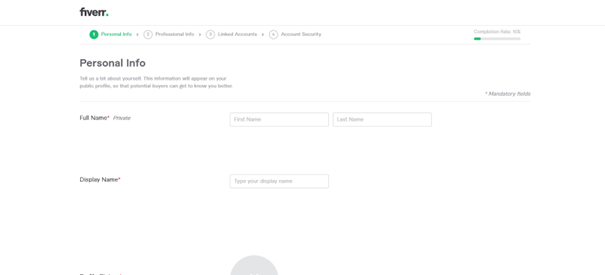 fiverr.
1 Personal Info > 2 Professional Info > 3 Linked Accounts > 4 Account Security
Completion Rate: 10%
Personal Info
Tell us a bit about yourself. This information will appear on your
public profile, so that potential buyers can get to know you better.
* Mandatory fields
Full Name* Private
First Name
Last Name
Display Name*
Type your display name